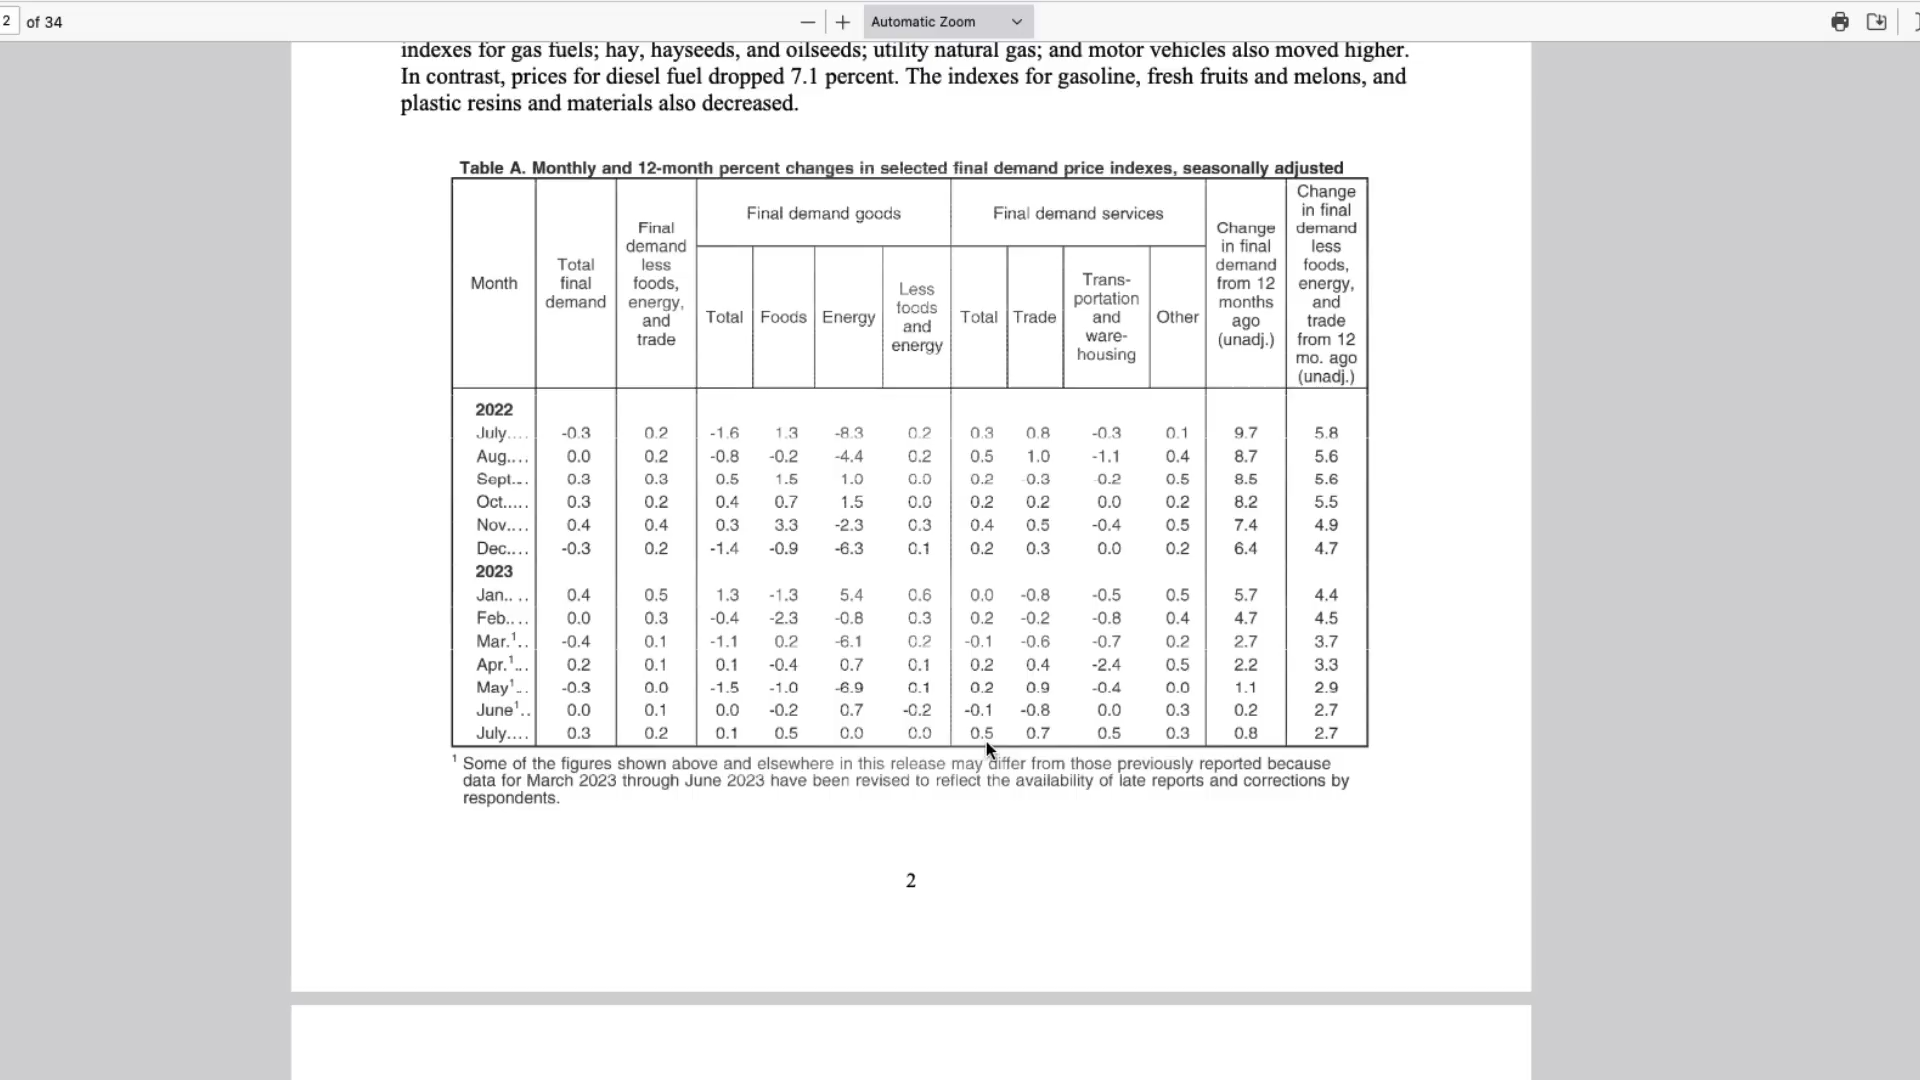 2 of 34 Automatic Zoom
indexes for gas fuels; hay, hayseeds, and oilseeds; utility natural gas; and motor vehicles also moved higher.
In contrast, prices for diesel fuel dropped 7.1 percent. The indexes for gasoline, fresh fruits and melons, and
plastic resins and materials also decreased.
Table A. Monthly and 12-month percent changes in selected final demand price indexes, seasonally adjusted
Month
Total
final
demand
Final
demand
less
foods,
energy,
and
trade
Final demand goods
Total
Foods
Energy
Less
foods
and
energy
Final demand services
Total
Trade
Trans-
portation
and
ware-
housing
Other
Change
in final
demand
from 12
months
ago
(unadj.)
Change
in final
demand
less
foods,
energy,
and
trade
from 12
mo. ago
(unadj.)
2022
July.... -0.3 0.2 -1.6 1.3 -8.3 0.2 0.3 0.8 -0.3 0.1 9.7 5.8
Aug.... 0.0 0.2 -0.8 -0.2 -4.4 0.2 0.5 1.0 -1.1 0.4 8.7 5.6
Sept... 0.3 0.3 0.5 1.5 1.0 0.0 0.2 0.3 0.2 0.5 8.5 5.6
Oct..... 0.3 0.2 0.4 0.7 1.5 0.0 0.2 0.2 0.0 0.2 8.2 5.5
Nov.... 0.4 0.4 0.3 3.3 -2.3 0.3 0.4 0.5 -0.4 0.5 7.4 4.9
Dec.... -0.3 0.2 -1.4 -0.9 -6.3 0.1 0.2 0.3 0.0 0.2 6.4 4.7
2023
Jan.... 0.4 0.5 1.3 -1.3 5.4 0.6 0.0 -0.8 -0.5 0.5 5.7 4.4
Feb.... 0.0 0.3 -0.4 -2.3 -0.8 0.3 0.2 -0.2 -0.8 0.4 4.7 4.5
Mar.¹.. -0.4 0.1 -1.1 0.2 -6.1 0.2 -0.1 -0.6 -0.7 0.2 2.7 3.7
Apr.¹... 0.2 0.1 0.1 -0.4 0.7 0.1 0.2 0.4 -2.4 0.5 2.2 3.3
May¹... -0.3 0.0 -1.5 -1.0 -6.9 0.1 0.2 0.9 -0.4 0.0 1.1 2.9
June¹.. 0.0 0.1 0.0 -0.2 0.7 -0.2 -0.1 -0.8 0.0 0.3 0.2 2.7
July.... 0.3 0.2 0.1 0.5 0.0 0.0 0.5 0.7 0.5 0.3 0.8 2.7
¹ Some of the figures shown above and elsewhere in this release may differ from those previously reported because
data for March 2023 through June 2023 have been revised to reflect the availability of late reports and corrections by
respondents.
2